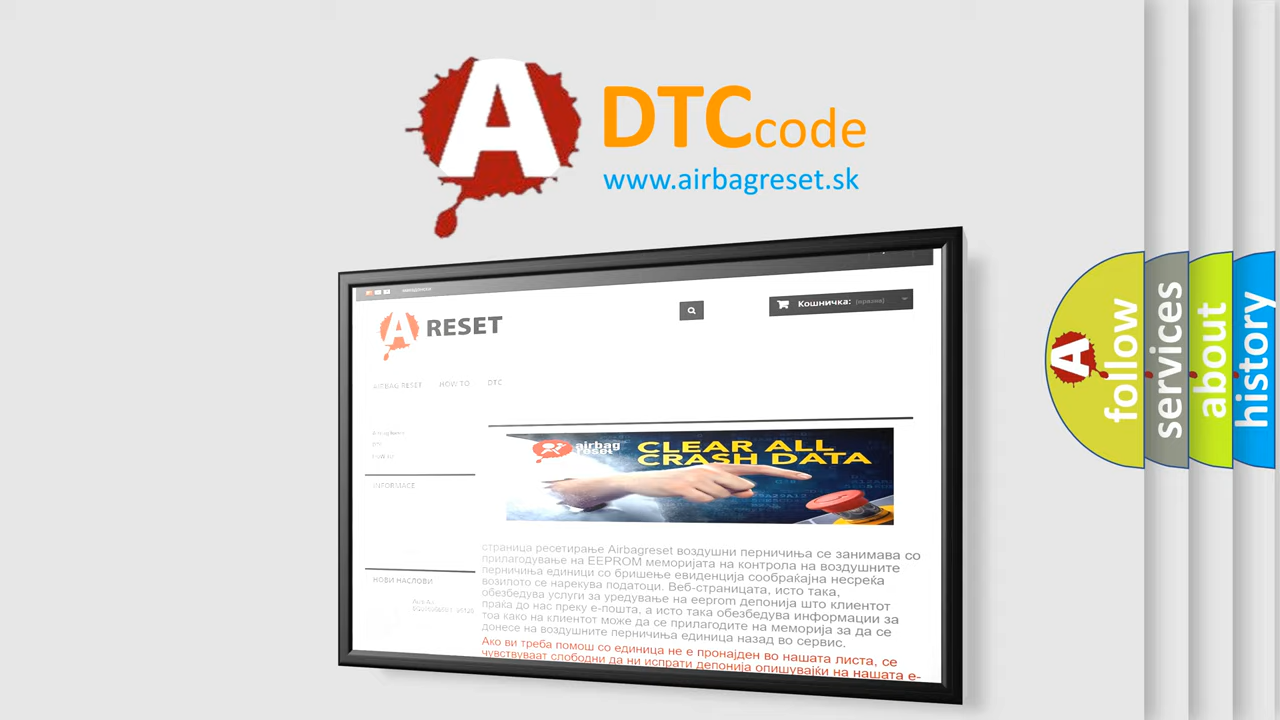 A
DTCcode
www.airbagreset.sk
Кошничка: (празна)
A RESET
AIRBAG RESET HOW TO DTC
airbag
reset
CLEAR ALL
CRASH DATA
INFORMACE
НОВИ НАСЛОВИ
страница ресетирање Airbagreset воздушни перничиња се занимава со
прилагодување на EEPROM меморијата на контрола на воздушните
перничиња единици со бришење евиденција сообраќајна несреќа
возилото се нарекува податоци. Веб-страницата, исто така,
обезбедува услуги за уредување на eeprom депонија што клиентот
праќа до нас преку е-пошта, а исто така обезбедува информации за
тоа како на клиентот може да се прилагодите на меморија за да се
донесе на воздушните перничиња единица назад во сервис.
Ако ви треба помош со единица не е пронајден во нашата листа, се
чувствуваат слободни да ни испрати депонија опишувајќи на нашата е-
A
follow
services
about
history